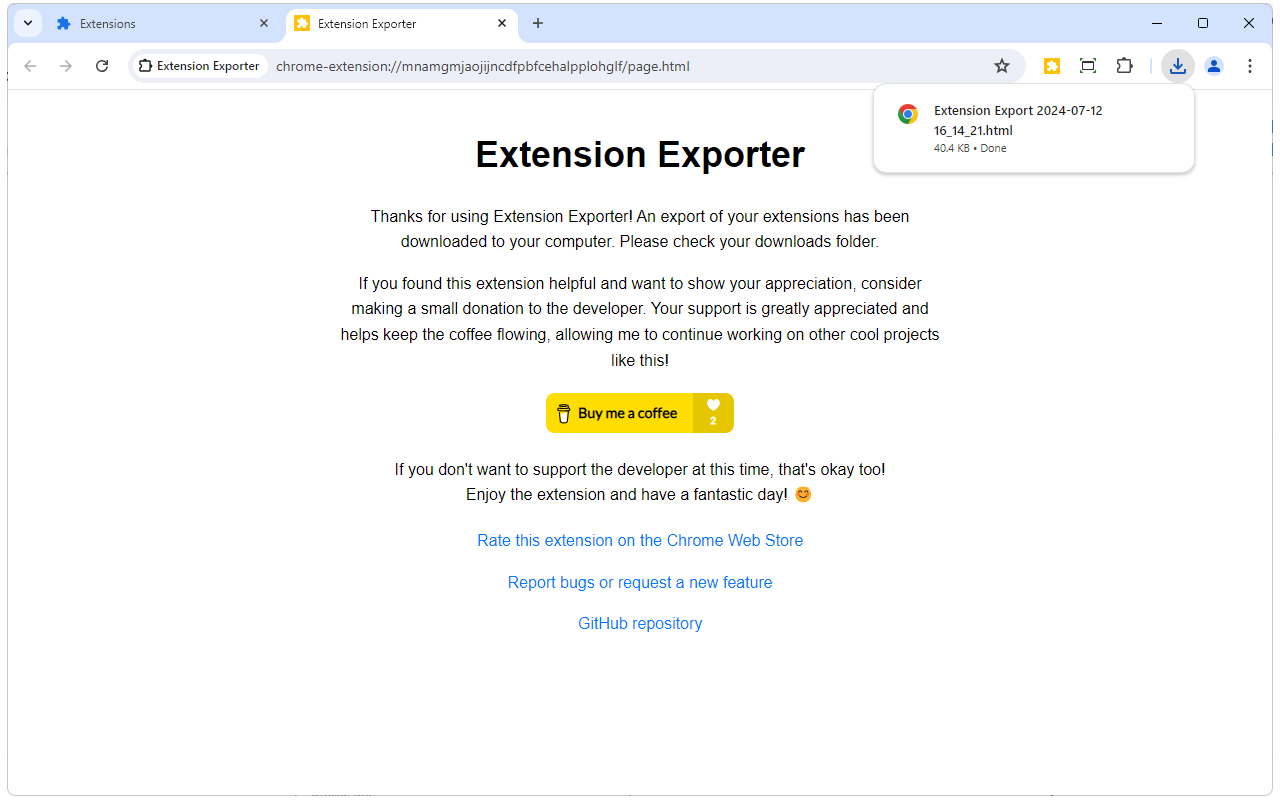 Extensions
Extension Exporter
Extension Exporter
chrome-extension://mnamgmjaojijncdfpbfcehalpplohglf/page.html
Extension Export 2024-07-12
16_14_21.html
40.4 KB • Done
Extension Exporter
Thanks for using Extension Exporter! An export of your extensions has been
downloaded to your computer. Please check your downloads folder.
If you found this extension helpful and want to show your appreciation, consider
making a small donation to the developer. Your support is greatly appreciated and
helps keep the coffee flowing, allowing me to continue working on other cool projects
like this!
Buy me a coffee
2
If you don't want to support the developer at this time, that's okay too!
Enjoy the extension and have a fantastic day! 😊
Rate this extension on the Chrome Web Store
Report bugs or request a new feature
GitHub repository